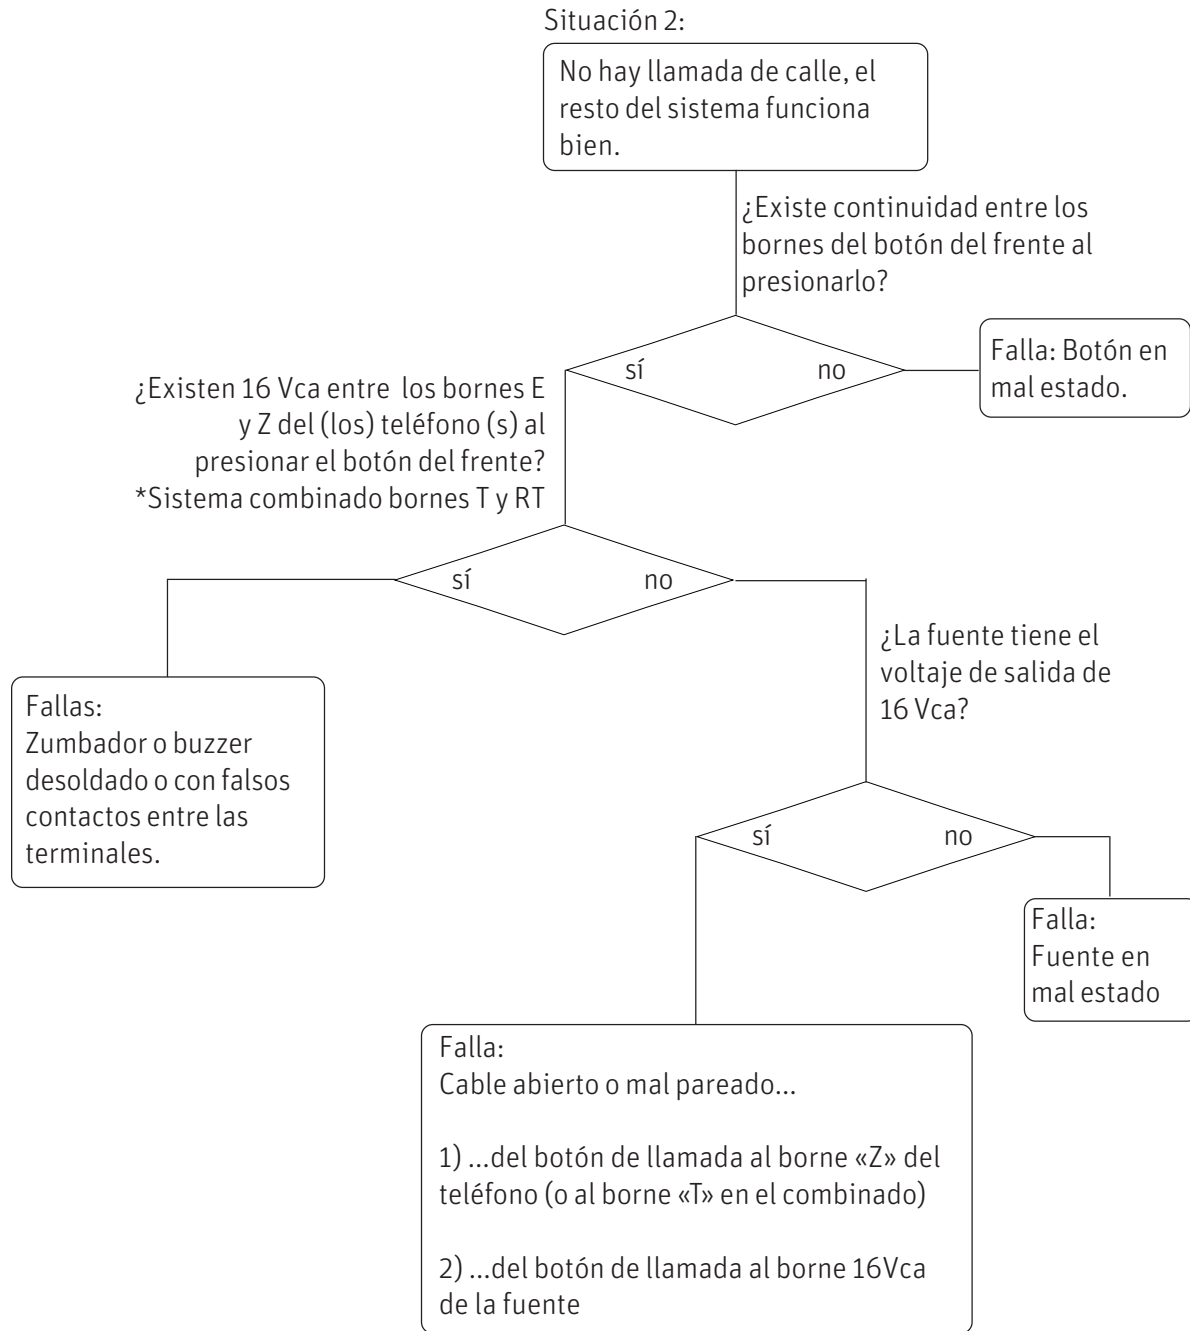 Situación 2:
No hay llamada de calle, el
resto del sistema funciona
bien.
¿Existe continuidad entre los
bornes del botón del frente al
presionarlo?
sí
no
Falla: Botón en
mal estado.
¿Existen 16 Vca entre los bornes E
y Z del (los) teléfono (s) al
presionar el botón del frente?
*Sistema combinado bornes T y RT
sí
no
¿La fuente tiene el
voltaje de salida de
16 Vca?
Fallas:
Zumbador o buzzer
desoldado o con falsos
contactos entre las
terminales.
sí
no
Falla:
Fuente en
mal estado
Falla:
Cable abierto o mal pareado...
1) ...del botón de llamada al borne «Z» del
teléfono (o al borne «T» en el combinado)
2) ...del botón de llamada al borne 16Vca
de la fuente